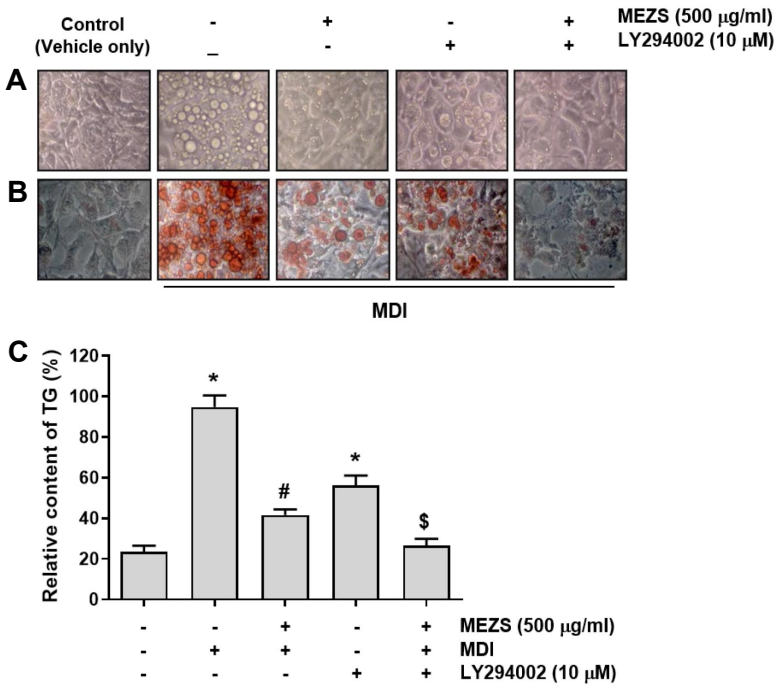 Control
(Vehicle only)
- + - + MEZS (500 µg/ml)
_ - + + LY294002 (10 µM)
A
B
MDI
C
Relative content of TG (%)
120
100
80
60
40
20
0
*
#
*
$
- - + - + MEZS (500 µg/ml)
- + + - + MDI
- - - + + LY294002 (10 µM)